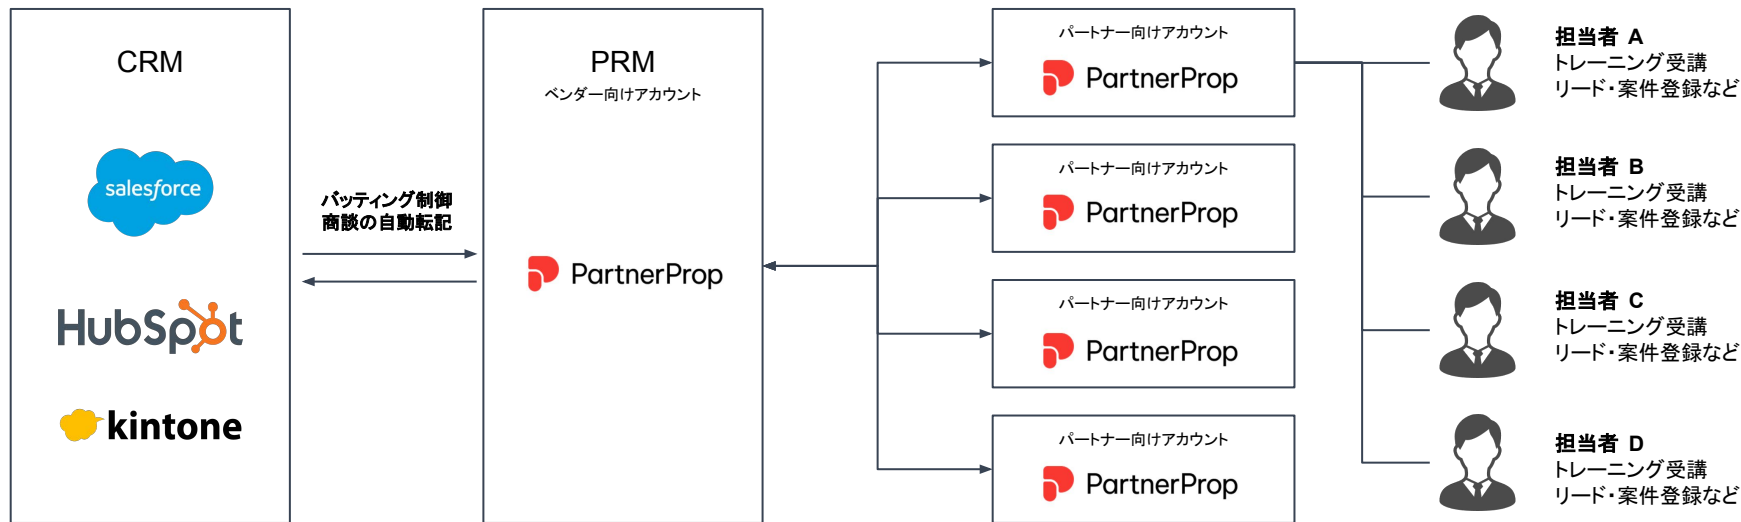 CRM
salesforce
HubSpot
kintone
バッティング制御
商談の自動転記
PRM
ベンダー向けアカウント
PartnerProp
パートナー向けアカウント
PartnerProp
パートナー向けアカウント
PartnerProp
パートナー向けアカウント
PartnerProp
パートナー向けアカウント
PartnerProp
担当者 A
トレーニング受講
リード・案件登録など
担当者 B
トレーニング受講
リード・案件登録など
担当者 C
トレーニング受講
リード・案件登録など
担当者 D
トレーニング受講
リード・案件登録など